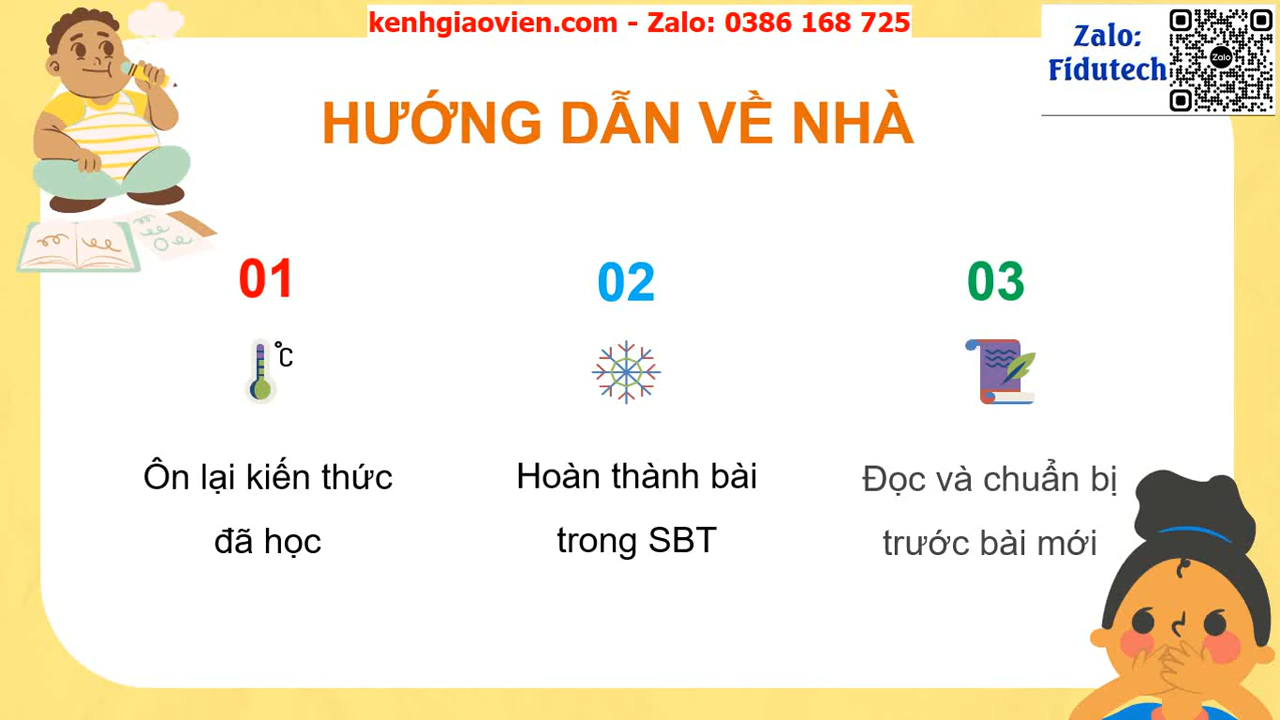 kenhgiaovien.com - Zalo: 0386 168 725
Zalo:
Fidutech
Zalo
HƯỚNG DẪN VỀ NHÀ
01
02
03
°C
Ôn lại kiến thức
đã học
Hoàn thành bài
trong SBT
Đọc và chuẩn bị
trước bài mới